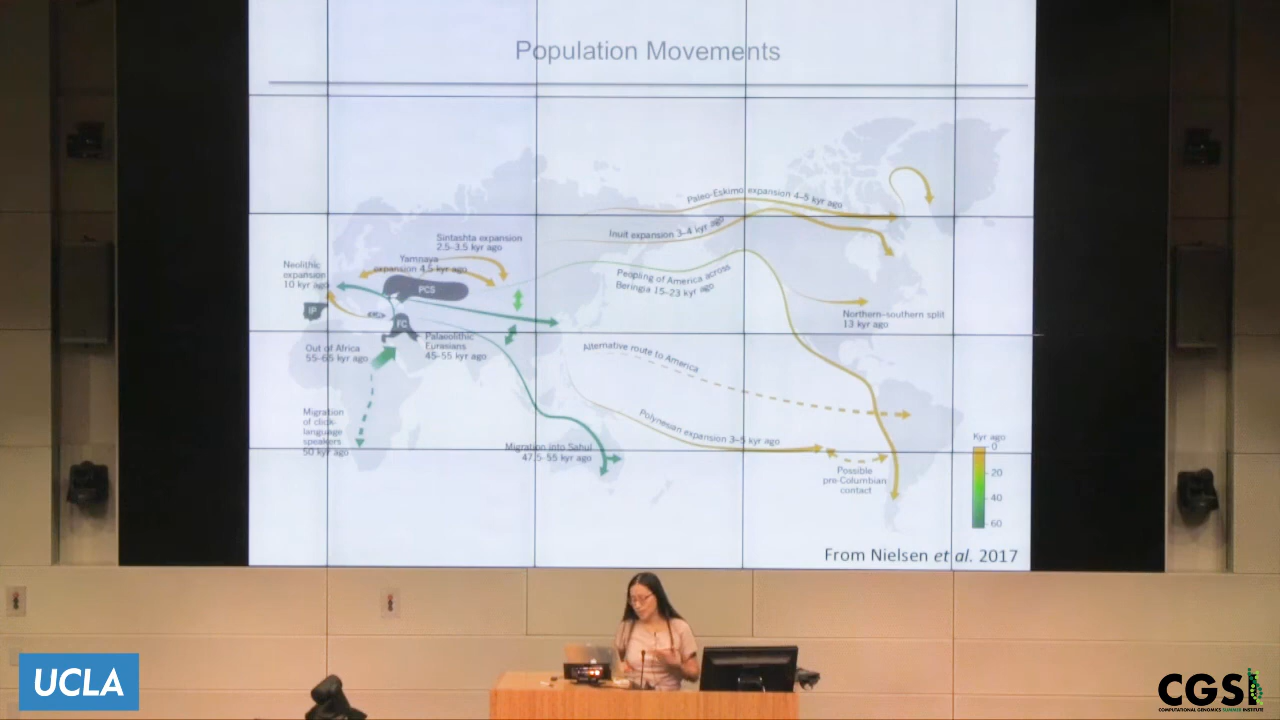 Population Movements
Paleo-Eskimo expansion 4–5 kyr ago
Inuit expansion 3–4 kyr ago
Sintashta expansion
2.5–3.5 kyr ago
Yamnaya
expansion 4.5 kyr ago
Neolithic
expansion
10 kyr ago
PCS
IP
FC
Peopling of America across
Beringia 15–23 kyr ago
Northern–southern split
13 kyr ago
Out of Africa
55–65 kyr ago
Palaeolithic
Eurasians
45–55 kyr ago
Alternative route to America
Migration
of click-
language
speakers
50 kyr ago
Polynesian expansion 3–5 kyr ago
Migration into Sahul
47.5–55 kyr ago
Possible
pre-Columbian
contact
Kyr ago
0
20
40
60
From Nielsen et al. 2017
UCLA
CGSI
COMPUTATIONAL GENOMICS SUMMER INSTITUTE